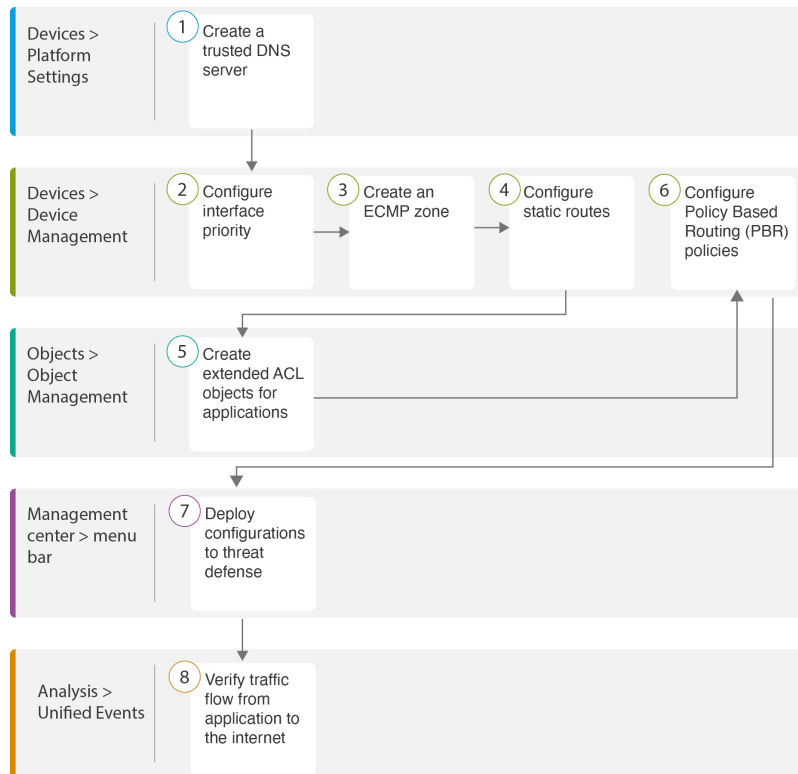 Devices >
Platform
Settings
1
Create a
trusted DNS
server
Devices >
Device
Management
2
Configure
interface
priority
3
Create an
ECMP zone
4
Configure
static routes
6
Configure
Policy Based
Routing (PBR)
policies
Objects >
Object
Management
5
Create
extended ACL
objects for
applications
Management
center > menu
bar
7
Deploy
configurations
to threat
defense
Analysis >
Unified Events
8
Verify traffic
flow from
application to
the internet